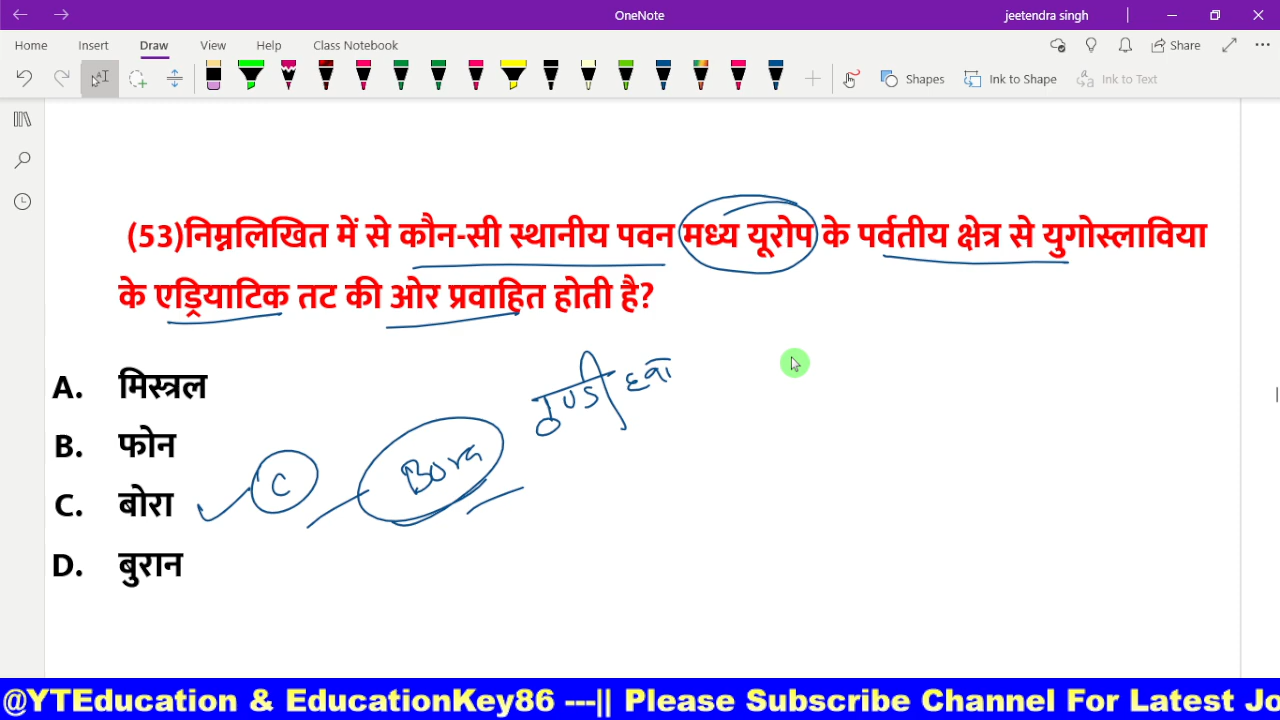 OneNote
jeetendra singh
Home Insert Draw View Help Class Notebook
Share
Shapes
Ink to Shape
Ink to Text
(53)निम्नलिखित में से कौन-सी स्थानीय पवन मध्य यूरोप के पर्वतीय क्षेत्र से युगोस्लाविया
के एड्रियाटिक तट की ओर प्रवाहित होती है?
A. मिस्त्रल
B. फोन
C. बोरा
D. बुरान
C
Bora
ठण्डी हवा
@YTEducation & EducationKey86 ---|| Please Subscribe Channel For Latest Jo